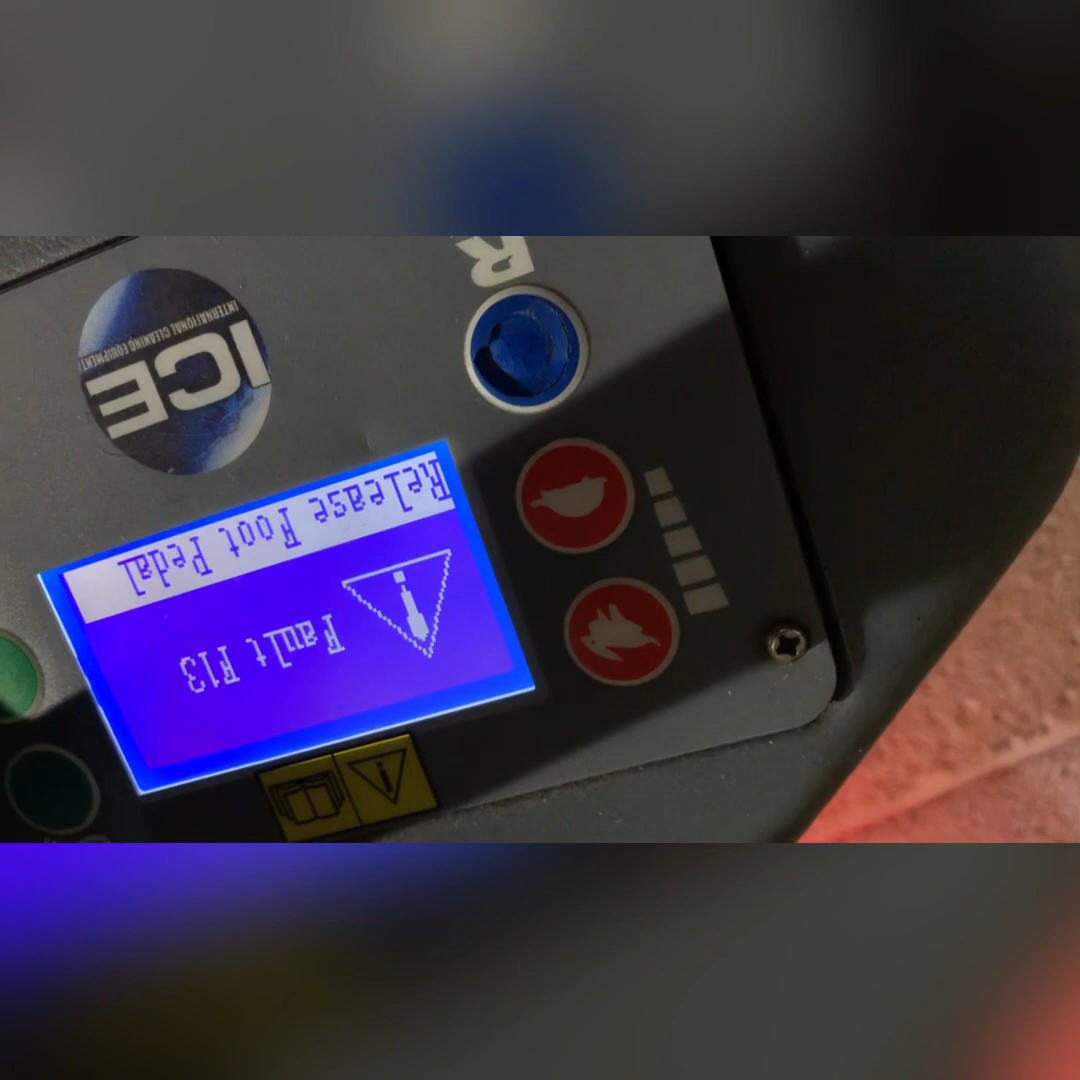 R
ICE
INTERNATIONAL CLEANING EQUIPMENT
Release Foot Pedal
Fault F13